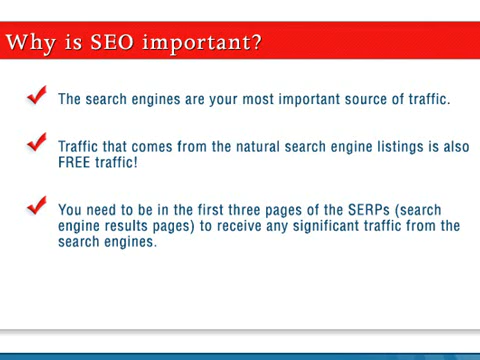 Why is SEO important?
The search engines are your most important source of traffic.
Traffic that comes from the natural search engine listings is also
FREE traffic!
You need to be in the first three pages of the SERPs (search
engine results pages) to receive any significant traffic from the
search engines.